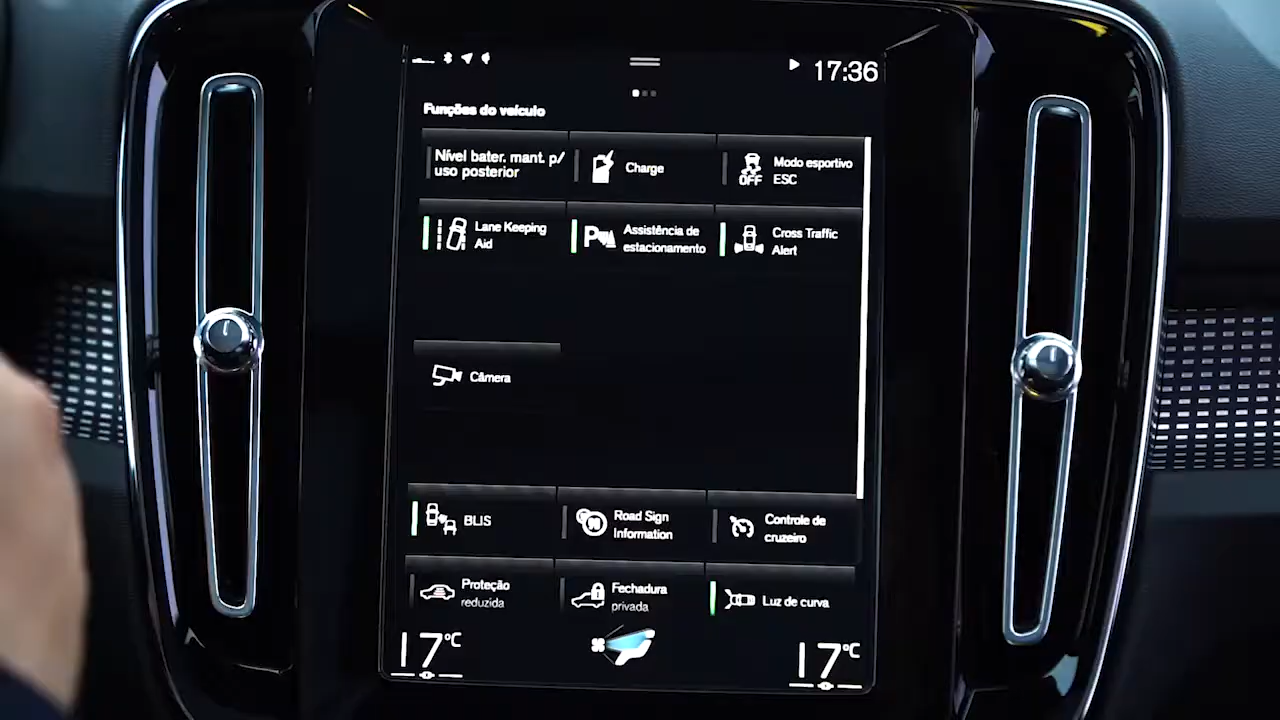 17:36
Funções do veículo
Nível bater. mant. p/
uso posterior
Charge
OFF
Modo esportivo
ESC
Lane Keeping
Aid
Assistência de
estacionamento
Cross Traffic
Alert
Câmera
BLIS
Road Sign
Information
Controle de
cruzeiro
Proteção
reduzida
Fechadura
privada
Luz de curva
17°C
17°C